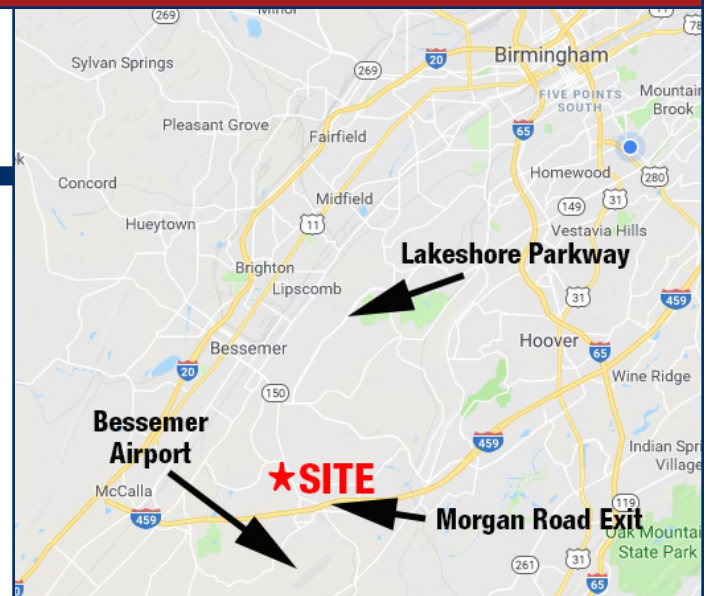 269
Minor
11
78
Sylvan Springs
20
Birmingham
269
FIVE POINTS
SOUTH
Mountain
Brook
Pleasant Grove
Fairfield
65
Homewood
280
Concord
Midfield
149
31
Hueytown
11
Vestavia Hills
Lakeshore Parkway
Brighton
Lipscomb
31
459
Bessemer
Hoover
65
20
Wine Ridge
150
Bessemer
Airport
459
Indian Spri
Village
★SITE
McCalla
459
119
Morgan Road Exit
Oak Mountai
State Park
261
31
65